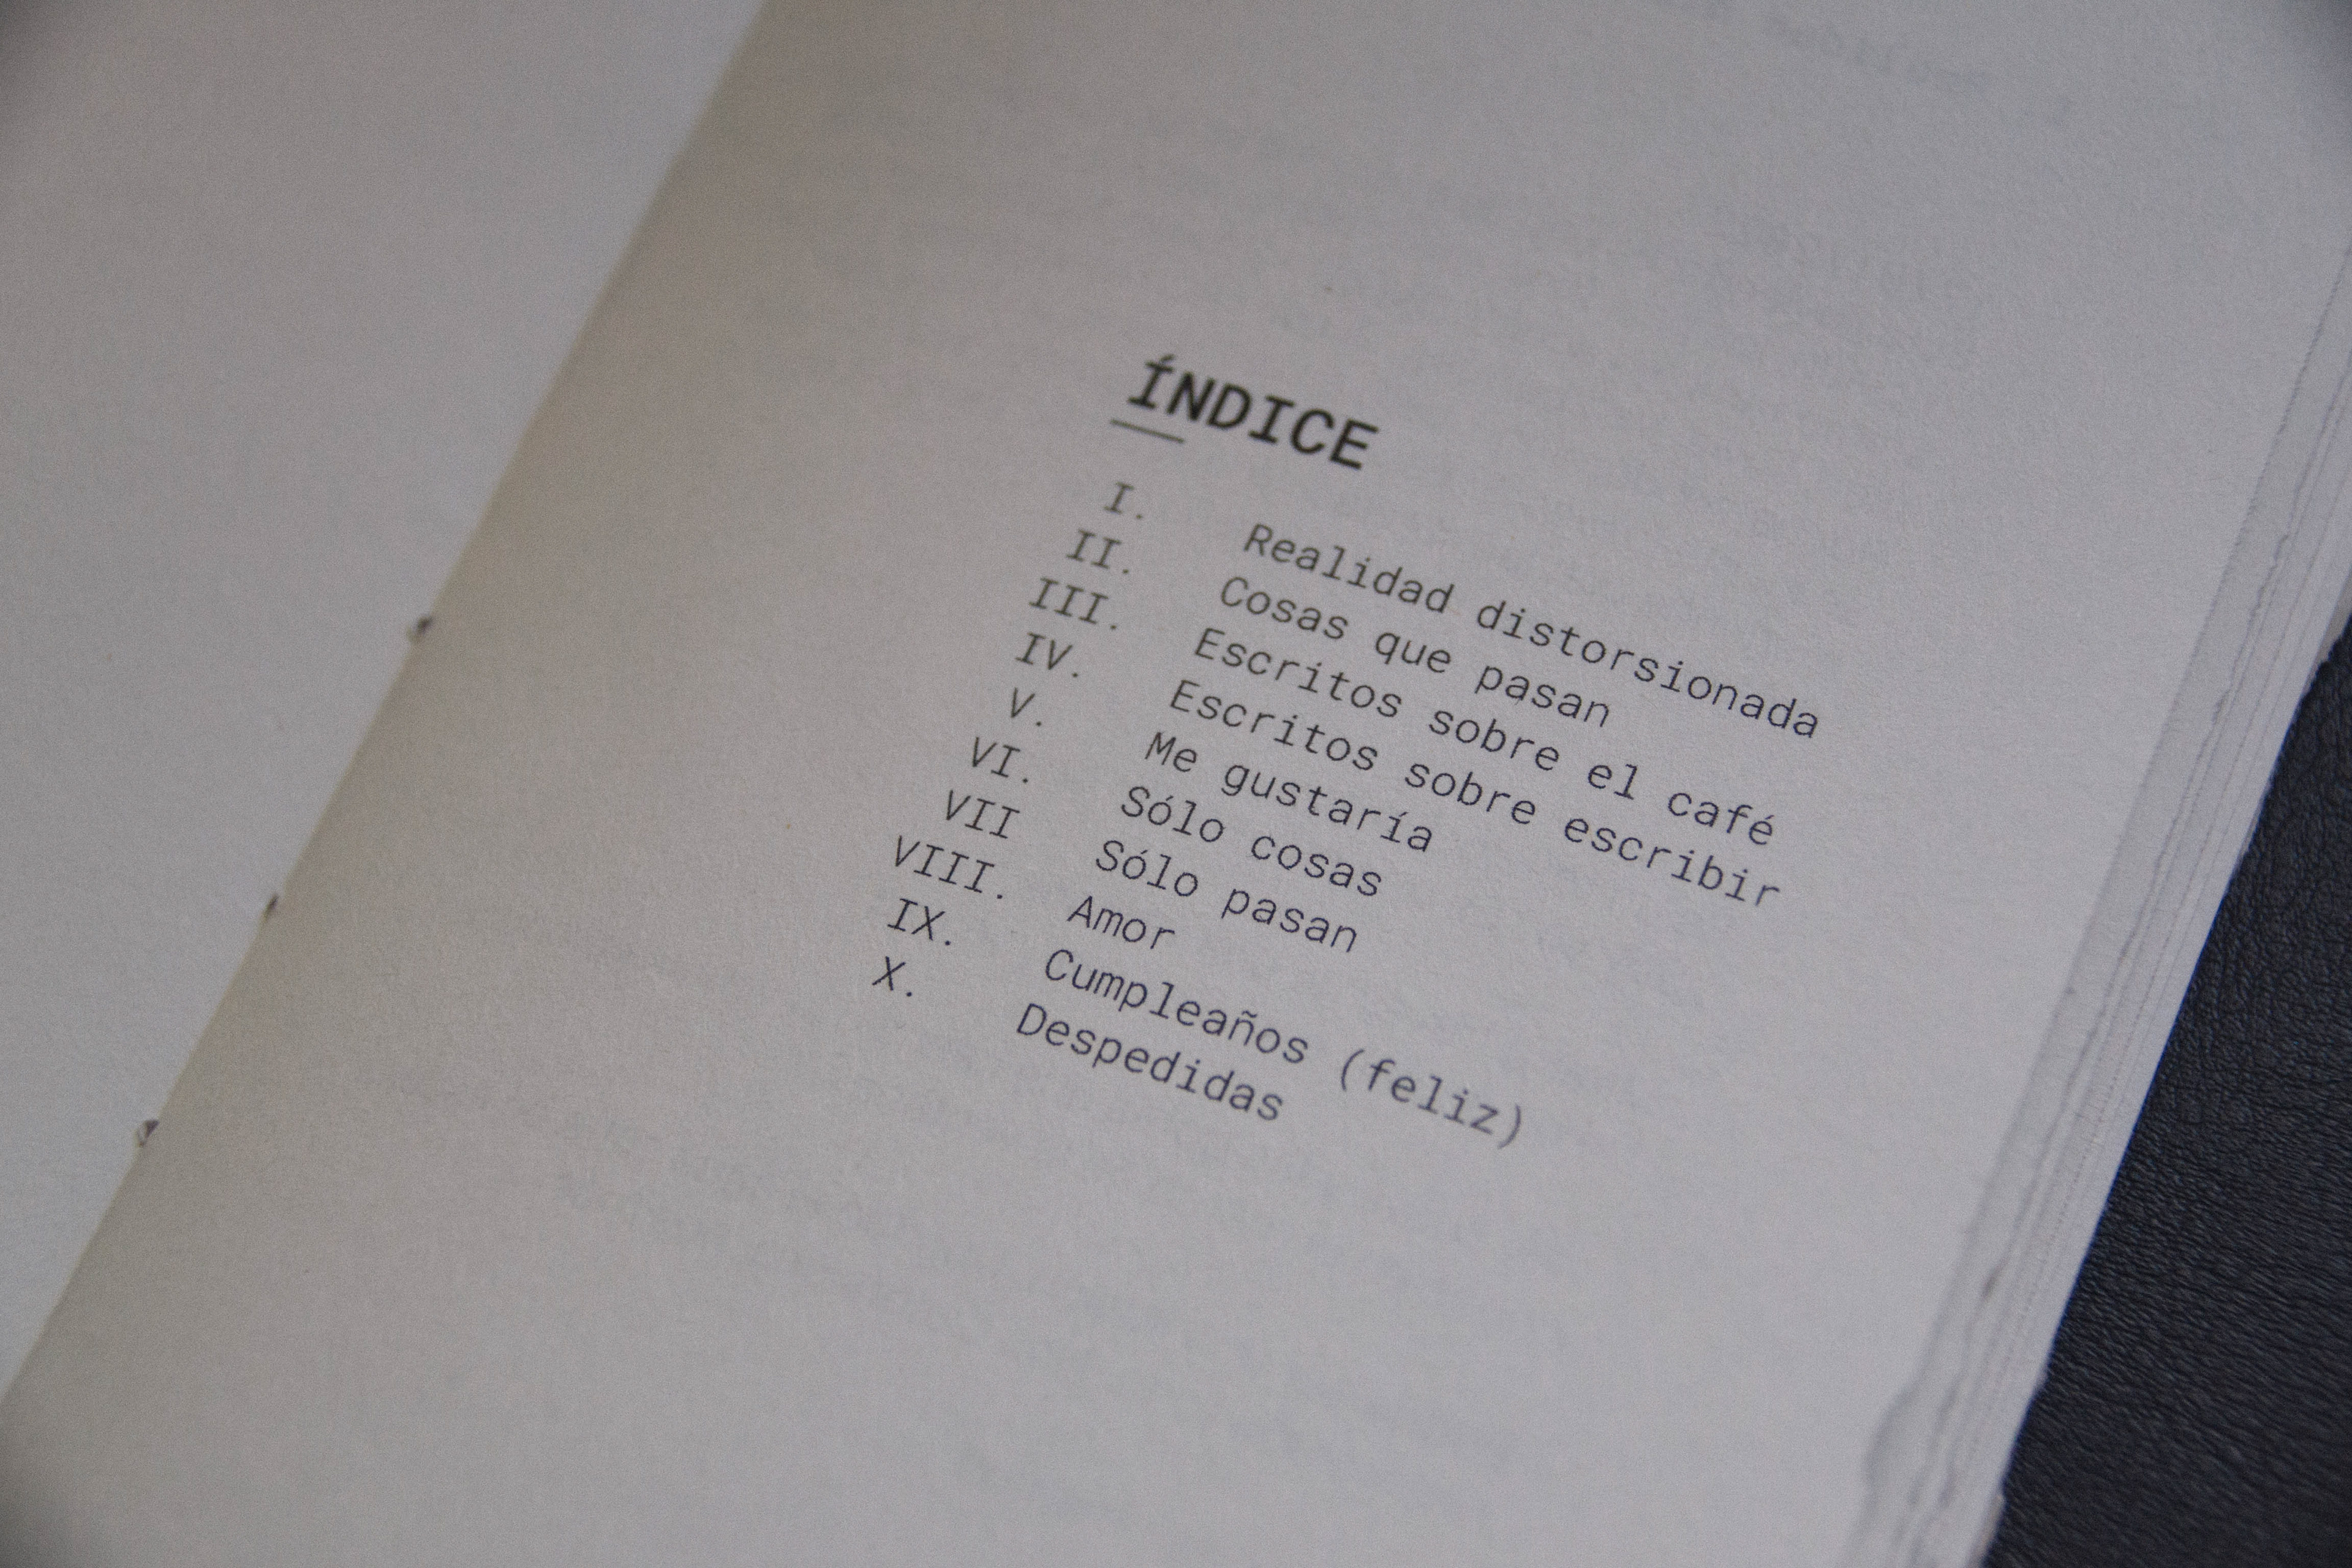 ÍNDICE
I. Realidad distorsionada
II. Cosas que pasan
III. Escritos sobre el café
IV. Escritos sobre escribir
V. Me gustaría
VI. Sólo cosas
VII Sólo pasan
VIII. Amor
IX. Cumpleaños (feliz)
X. Despedidas